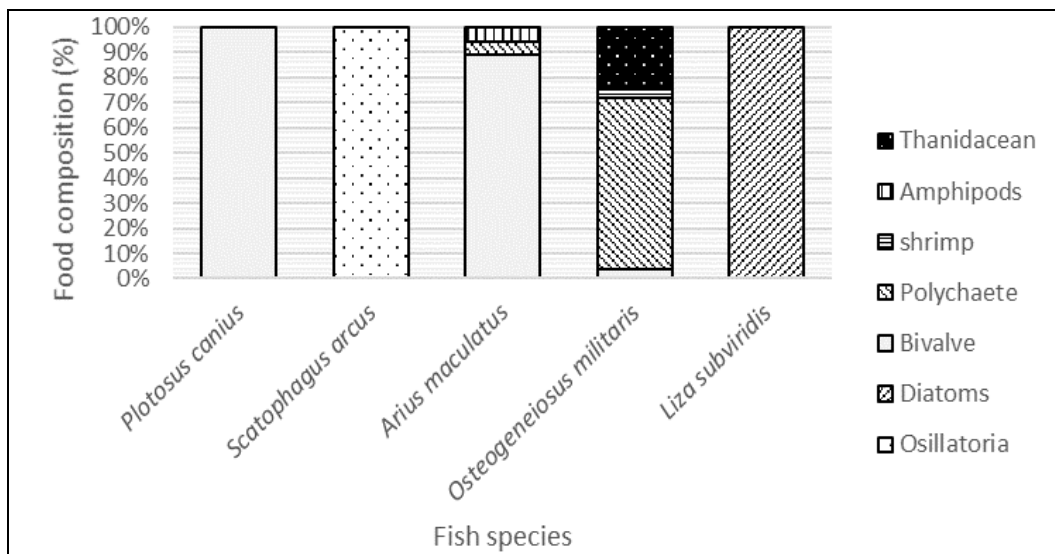 100%
90%
80%
70%
60%
50%
40%
30%
20%
10%
0%
Food composition (%)
Plotosus canius
Scatophagus arcus
Arius maculatus
Osteogeneiosus militaris
Liza subviridis
Fish species
Thanidacean
Amphipods
shrimp
Polychaete
Bivalve
Diatoms
Osillatoria